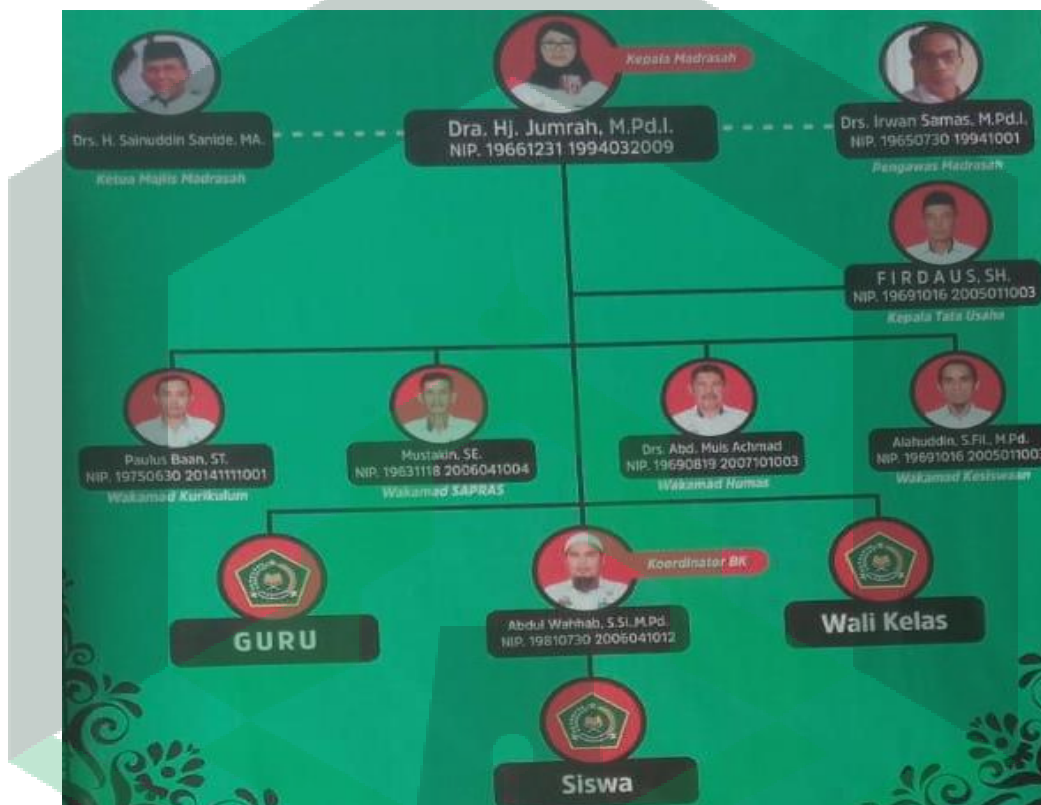 Kepala Madrasah
Drs. H. Sainuddin Sanide, MA.
Ketua Majlis Madrasah
Dra. Hj. Jumrah, M.Pd.I.
NIP. 19661231 1994032009
Drs. Irwan Samas, M.Pd.I.
NIP. 19650730 19941001
Pengawas Madrasah
FIRDAUS, SH.
NIP. 19691016 2005011003
Kepala Tata Usaha
Paulus Baan, ST.
NIP. 19750630 20141111001
Wakamad Kurikulum
Mustakin, SE.
NIP. 19631118 2006041004
Wakamad SAPRAS
Drs. Abd. Muis Achmad
NIP. 19690819 2007101003
Wakamad Humas
Alahuddin, S.Fil., M.Pd.
NIP. 19691016 2005011003
Wakamad Kesiswaan
GURU
Koordinator BK
Abdul Wahhab, S.Si.,M.Pd.
NIP. 19810730 2006041012
Wali Kelas
Siswa